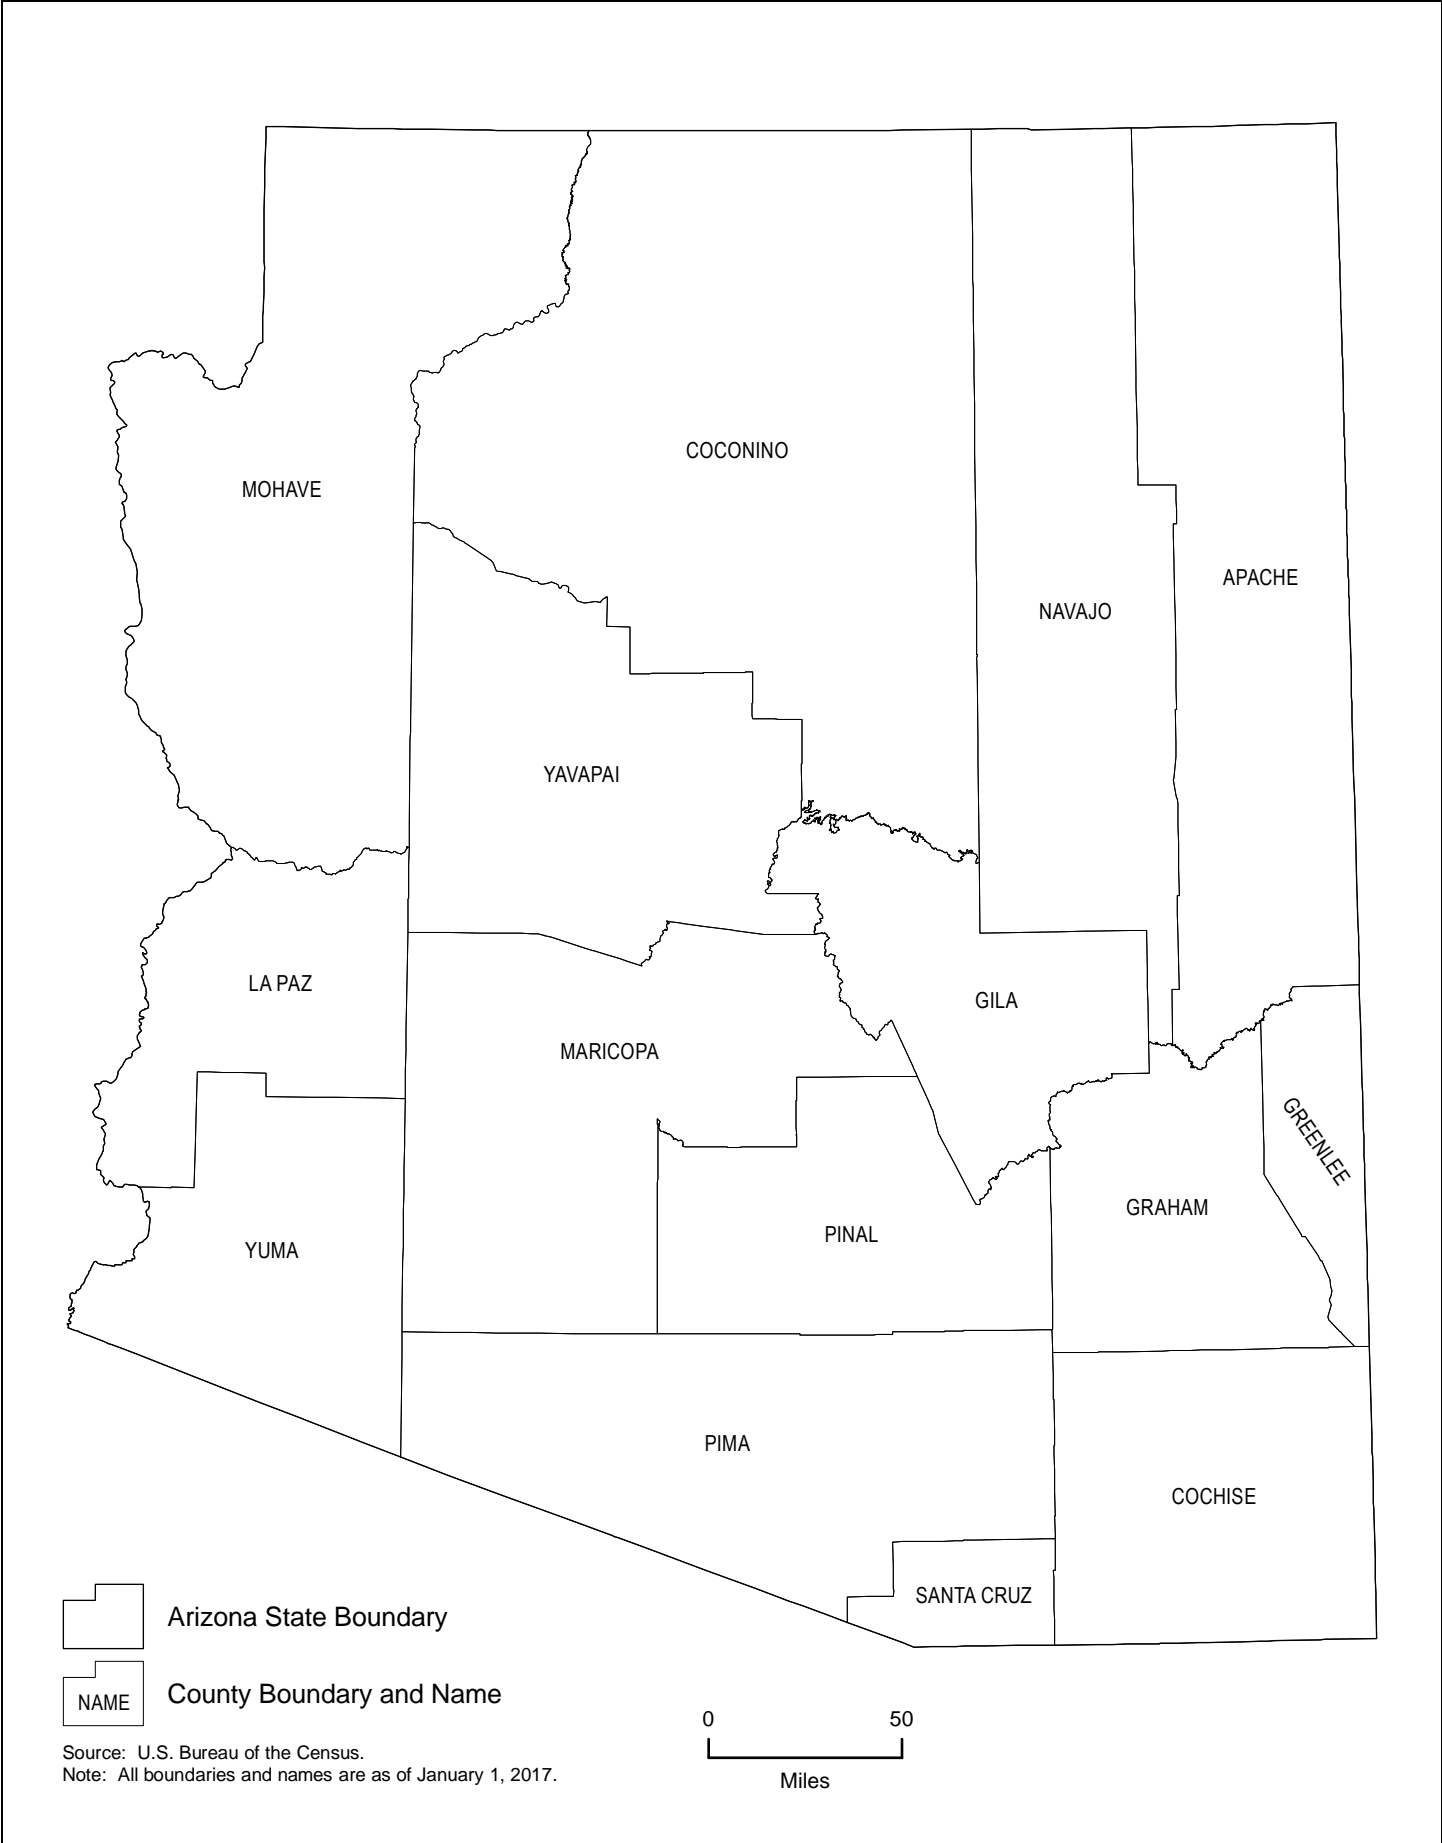 COCONINO
MOHAVE
APACHE
NAVAJO
YAVAPAI
LA PAZ
GILA
MARICOPA
GREENLEE
GRAHAM
PINAL
YUMA
PIMA
COCHISE
SANTA CRUZ
Arizona State Boundary
NAME
County Boundary and Name
0 50
Miles
Source: U.S. Bureau of the Census.
Note: All boundaries and names are as of January 1, 2017.